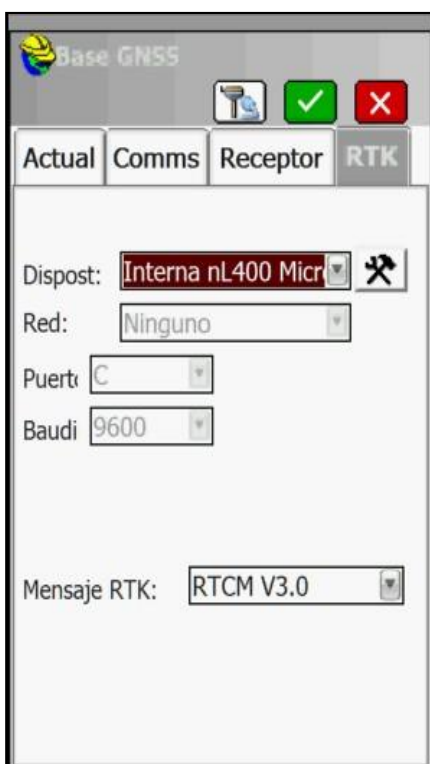 Base GNSS
Actual Comms Receptor RTK
Dispost: Interna nL400 Micr
Red: Ninguno
Puert C
Baudi 9600
Mensaje RTK: RTCM V3.0